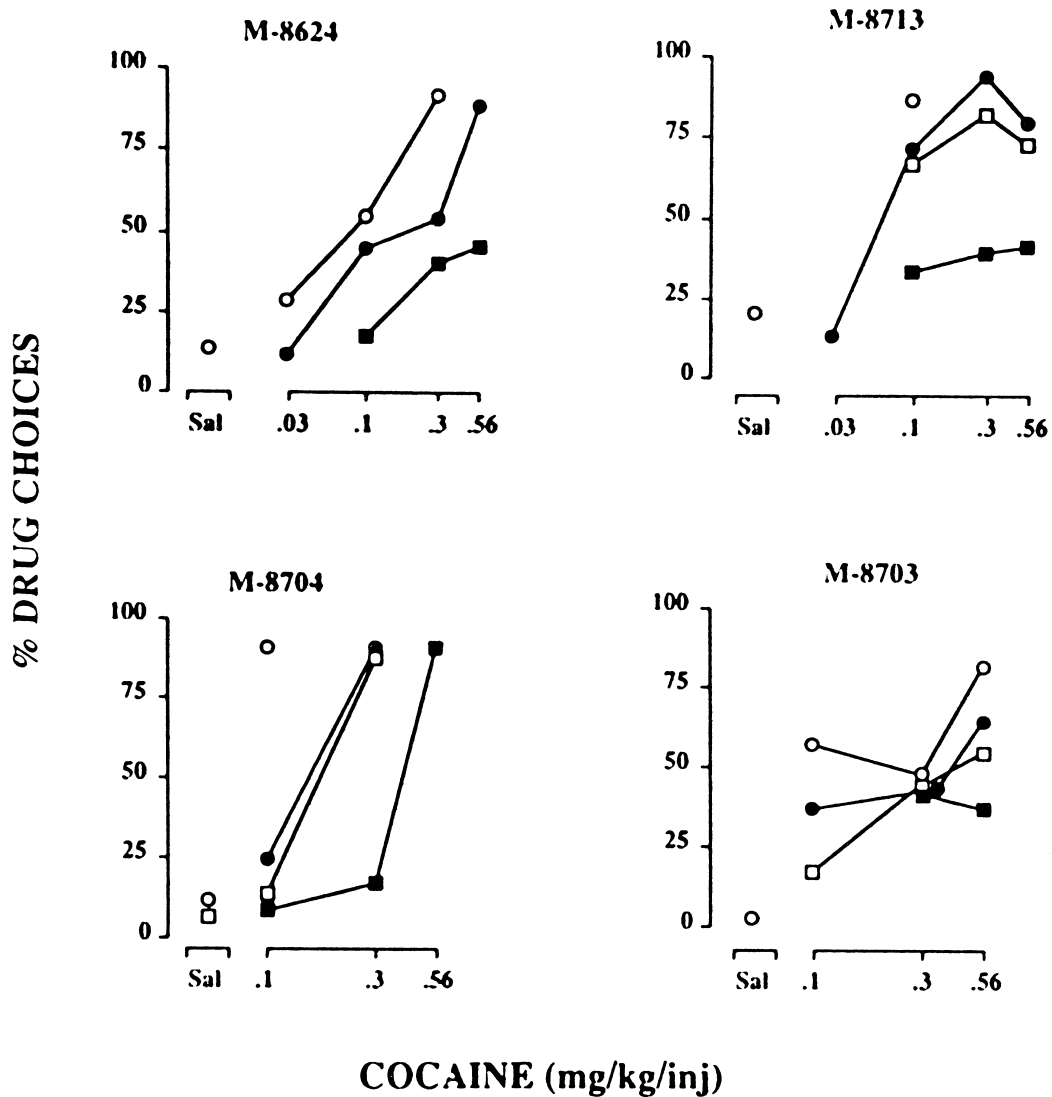 M-8624
100
75
50
25
0
Sal .03 .1 .3 .56
M-8713
100
75
50
25
0
Sal .03 .1 .3 .56
% DRUG CHOICES
M-8704
100
75
50
25
0
Sal .1 .3 .56
M-8703
100
75
50
25
0
Sal .1 .3 .56
COCAINE (mg/kg/inj)